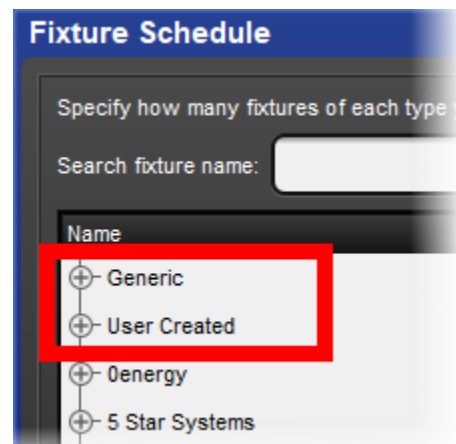 Fixture Schedule
Specify how many fixtures of each type
Search fixture name:
Name
Generic
User Created
0energy
5 Star Systems